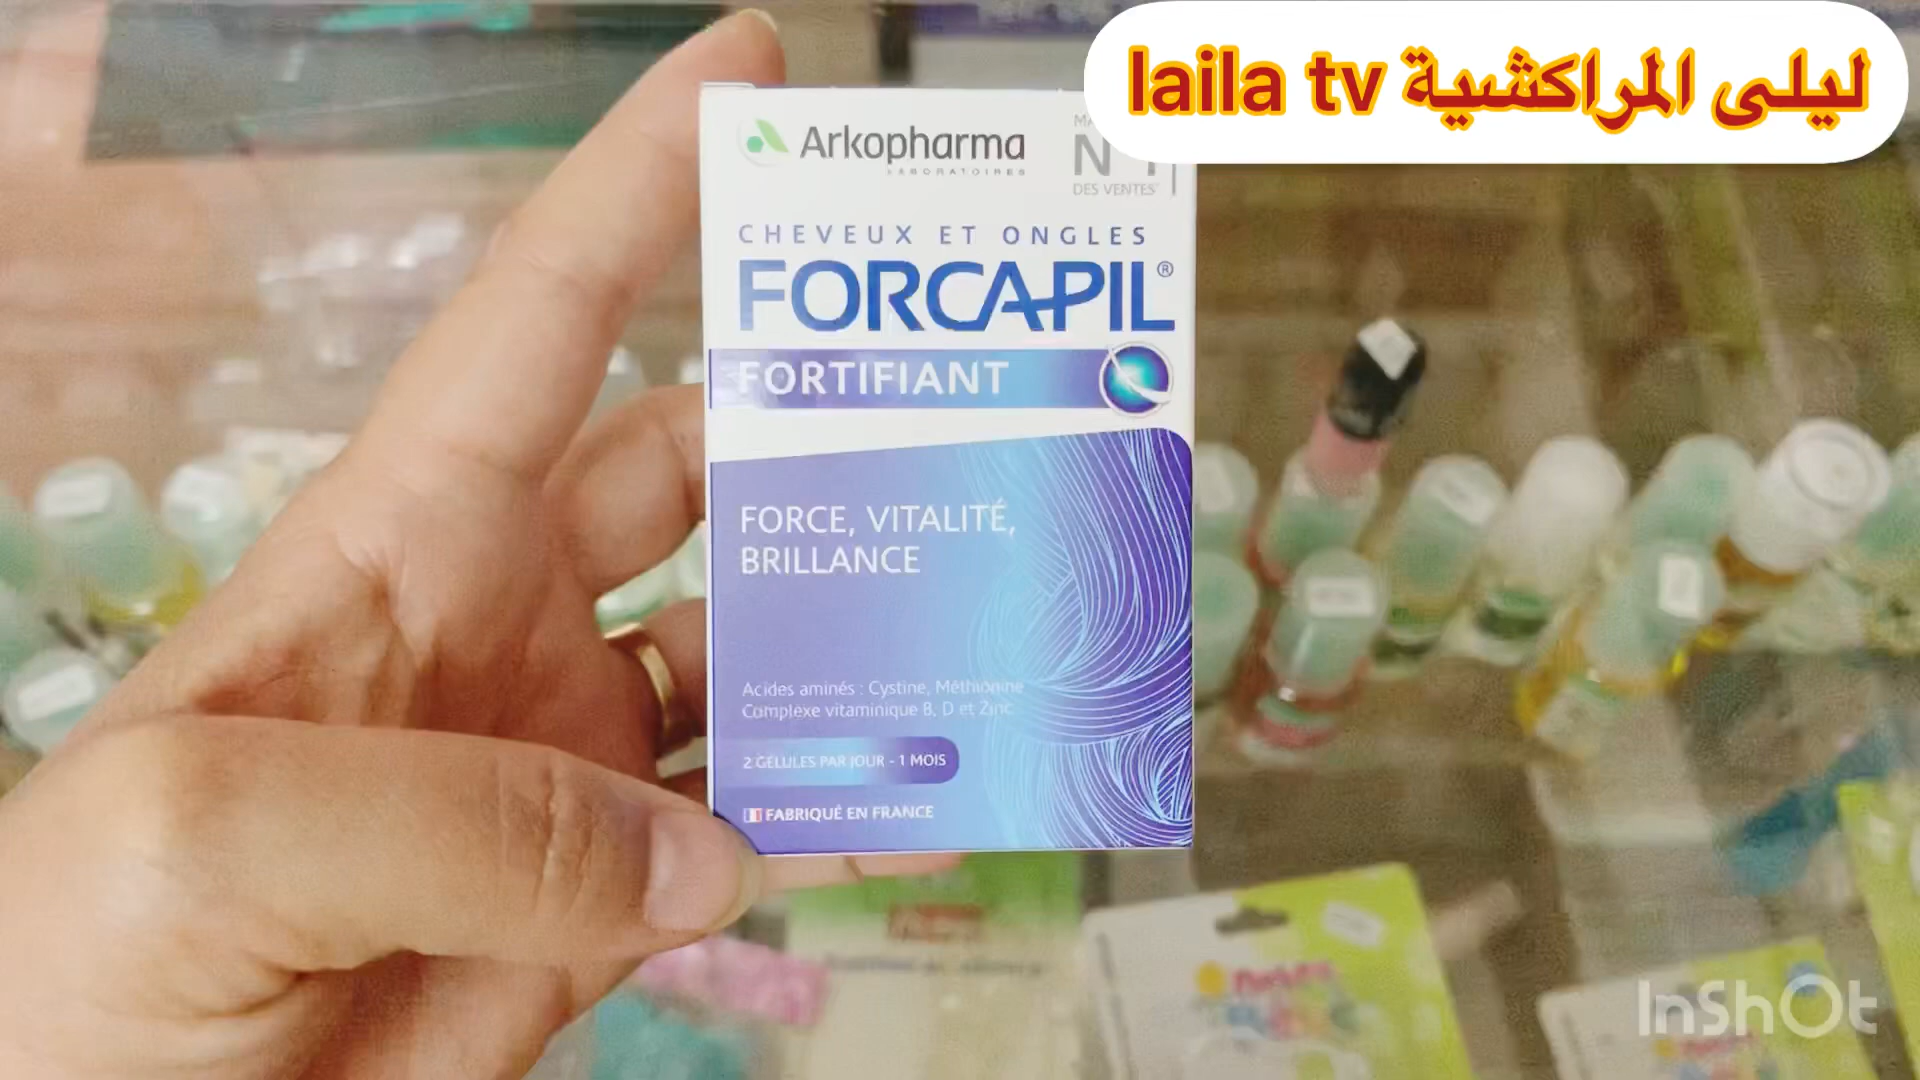 laila tv ليلى المراكشية
Arkopharma
LABORATOIRES
DES VENTES
CHEVEUX ET ONGLES
FORCAPIL®
FORTIFIANT
FORCE, VITALITÉ,
BRILLANCE
Acides aminés : Cystine, Méthionine
Complexe vitaminique B, D et Zinc
2 GÉLULES PAR JOUR - 1 MOIS
FABRIQUÉ EN FRANCE
InShOt